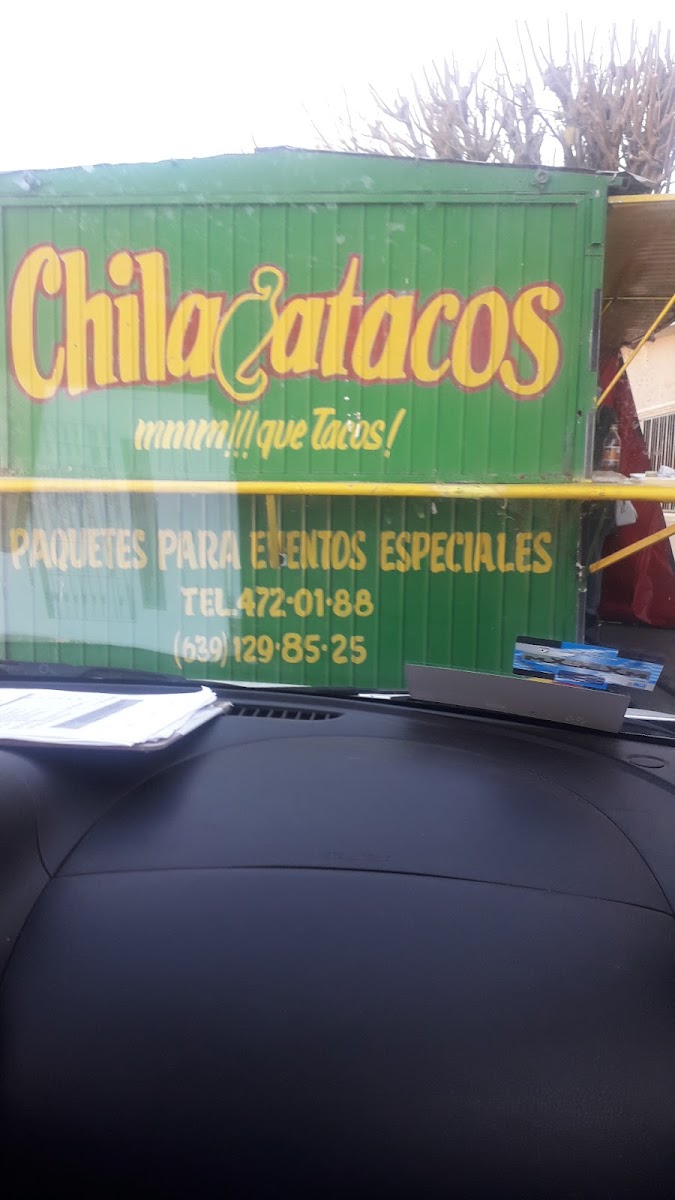 Chilacatacos
mmm!!! que Tacos!
PAQUETES PARA EVENTOS ESPECIALES
TEL.472·01·88
(639) 129·85·25